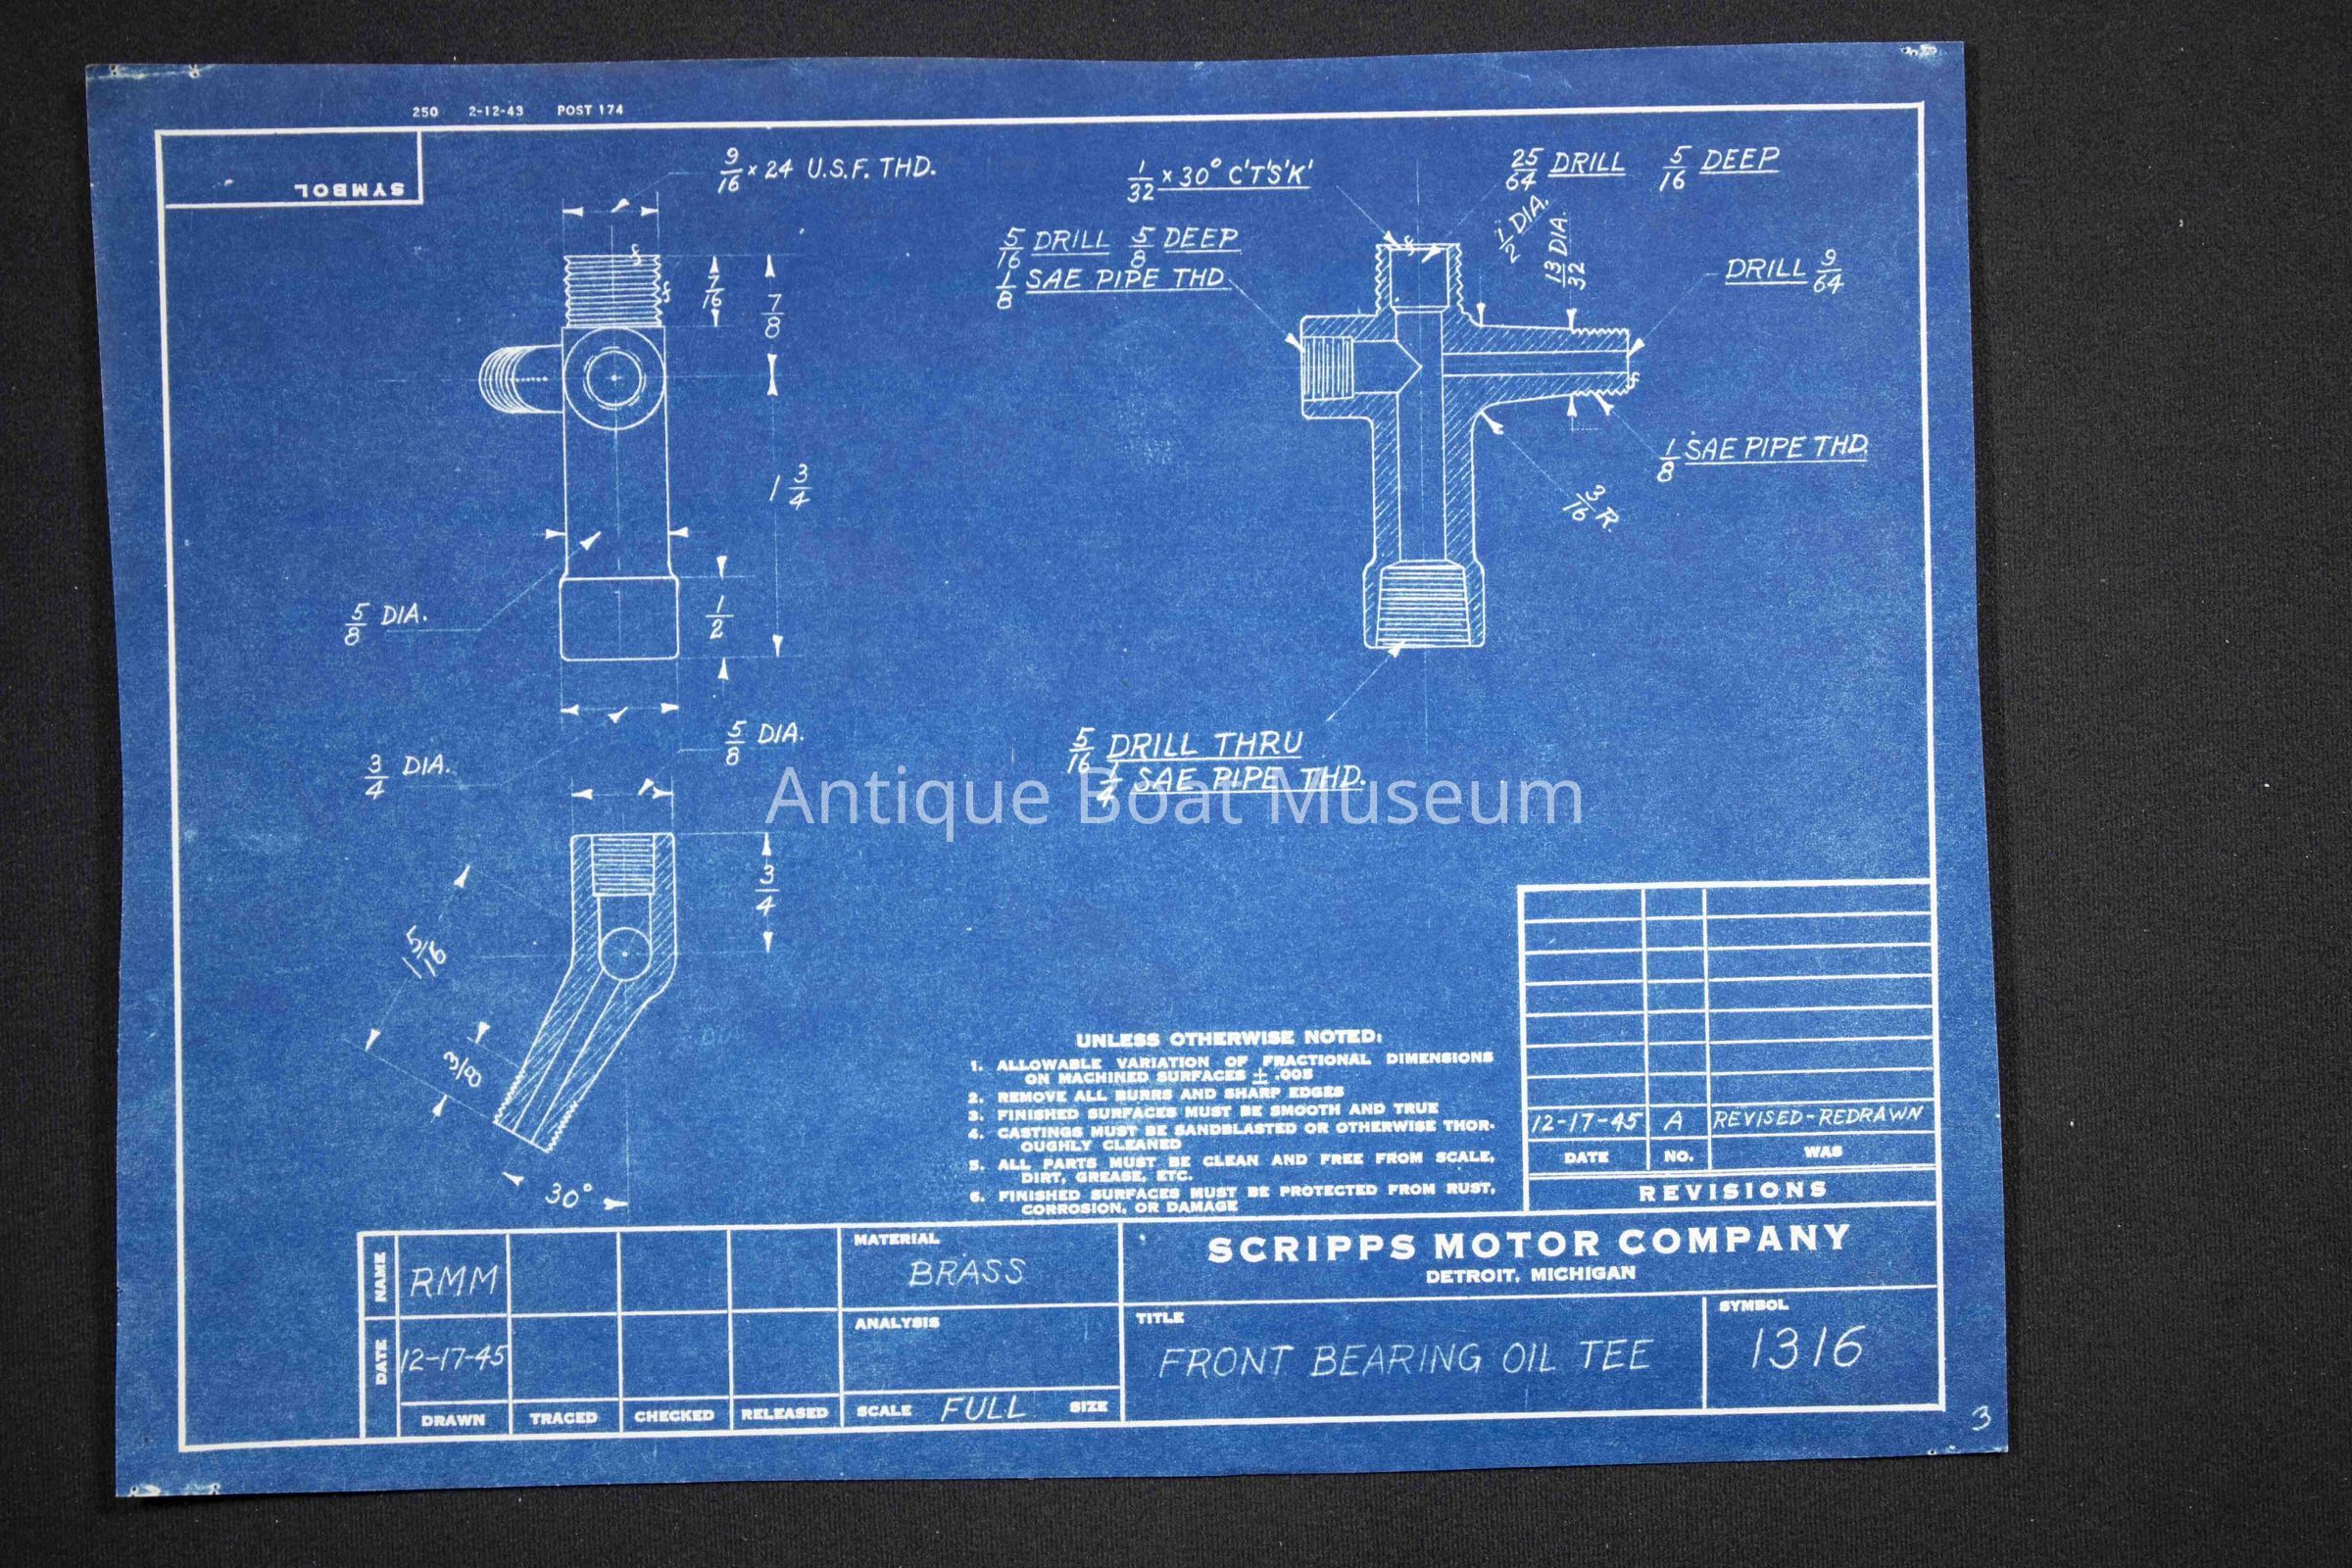 250 2-12-43 POST 174
SYMBOL
9/16 x 24 U.S.F. THD.
7/16
7/8
1 3/4
1/2
5/8 DIA.
3/4 DIA.
5/8 DIA.
3/4
1 5/16
3/8
30°
1/32 x 30° C'T'S'K'
25/64 DRILL 5/16 DEEP
5/16 DRILL 5/8 DEEP
1/8 SAE PIPE THD.
1/2 DIA.
13/32 DIA.
DRILL 9/64
1/8 SAE PIPE THD.
3/16 R.
5/16 DRILL THRU
1/4 SAE PIPE THD.
Antique Boat Museum
UNLESS OTHERWISE NOTED:
1. ALLOWABLE VARIATION OF FRACTIONAL DIMENSIONS
ON MACHINED SURFACES ± .005
2. REMOVE ALL BURRS AND SHARP EDGES
3. FINISHED SURFACES MUST BE SMOOTH AND TRUE
4. CASTINGS MUST BE SANDBLASTED OR OTHERWISE THOR-
OUGHLY CLEANED
5. ALL PARTS MUST BE CLEAN AND FREE FROM SCALE,
DIRT, GREASE, ETC.
6. FINISHED SURFACES MUST BE PROTECTED FROM RUST,
CORROSION, OR DAMAGE
12-17-45 A REVISED-REDRAWN
DATE NO. WAS
REVISIONS
NAME RMM
DATE 12-17-45
DRAWN TRACED CHECKED RELEASED
MATERIAL
BRASS
ANALYSIS
SCALE FULL SIZE
SCRIPPS MOTOR COMPANY
DETROIT, MICHIGAN
TITLE
FRONT BEARING OIL TEE
SYMBOL
1316
3